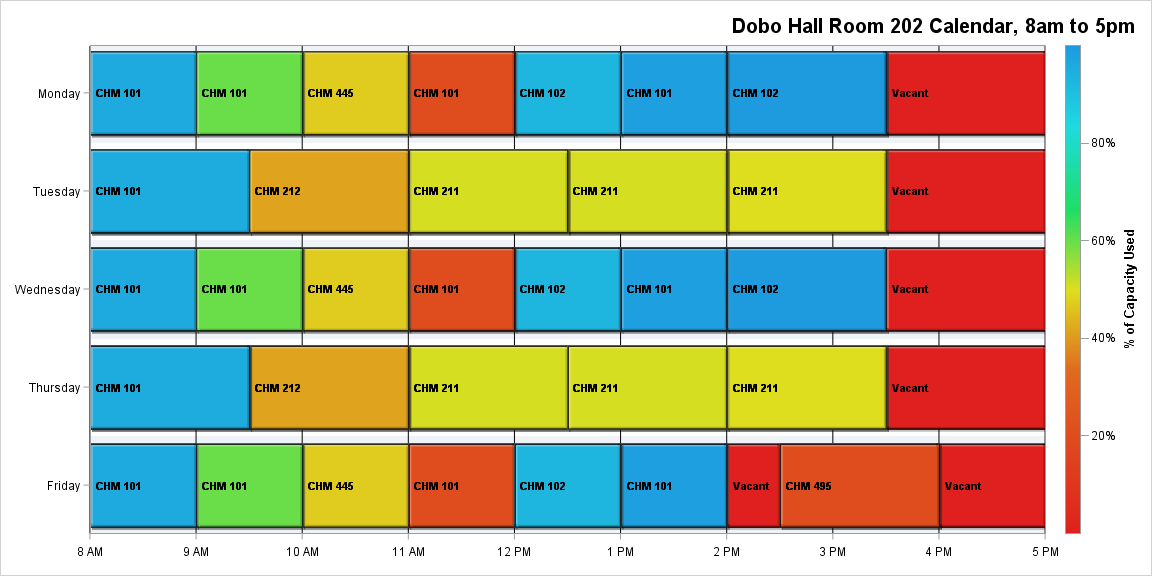 Dobo Hall Room 202 Calendar, 8am to 5pm
Monday CHM 101 CHM 101 CHM 445 CHM 101 CHM 102 CHM 101 CHM 102 Vacant
80%
Tuesday CHM 101 CHM 212 CHM 211 CHM 211 CHM 211 Vacant
60%
Wednesday CHM 101 CHM 101 CHM 445 CHM 101 CHM 102 CHM 101 CHM 102 Vacant
% of Capacity Used
40%
Thursday CHM 101 CHM 212 CHM 211 CHM 211 CHM 211 Vacant
20%
Friday CHM 101 CHM 101 CHM 445 CHM 101 CHM 102 CHM 101 Vacant CHM 495 Vacant
8 AM 9 AM 10 AM 11 AM 12 PM 1 PM 2 PM 3 PM 4 PM 5 PM